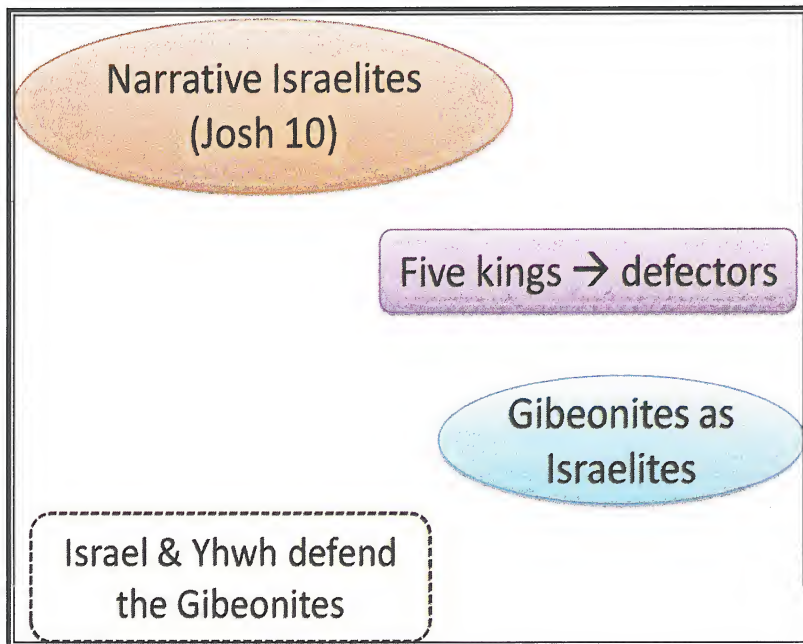 Narrative Israelites
(Josh 10)
Five kings → defectors
Gibeonites as
Israelites
Israel & Yhwh defend
the Gibeonites